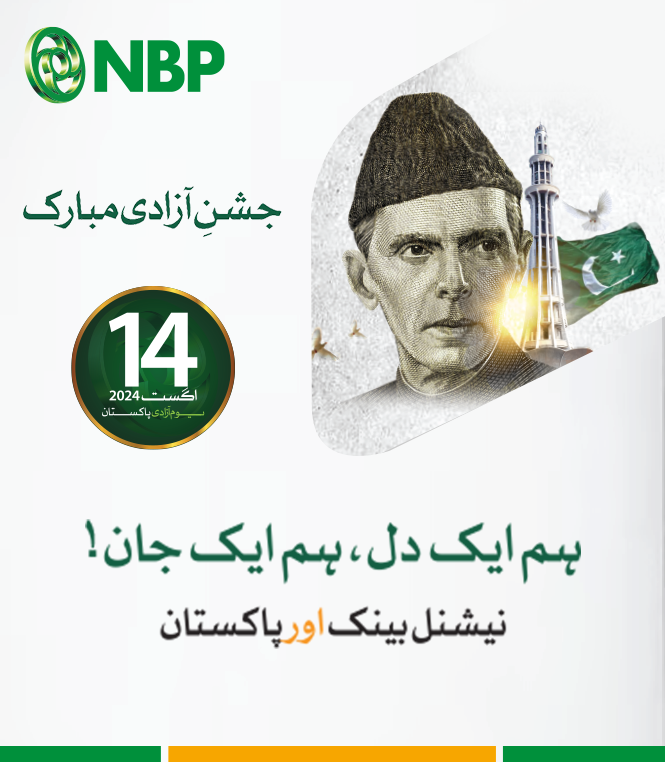 NBP
جشنِ آزادی مبارک
14
اگست 2024
یومِ آزادی پاکستان
ہم ایک دل، ہم ایک جان!
نیشنل بینک اور پاکستان